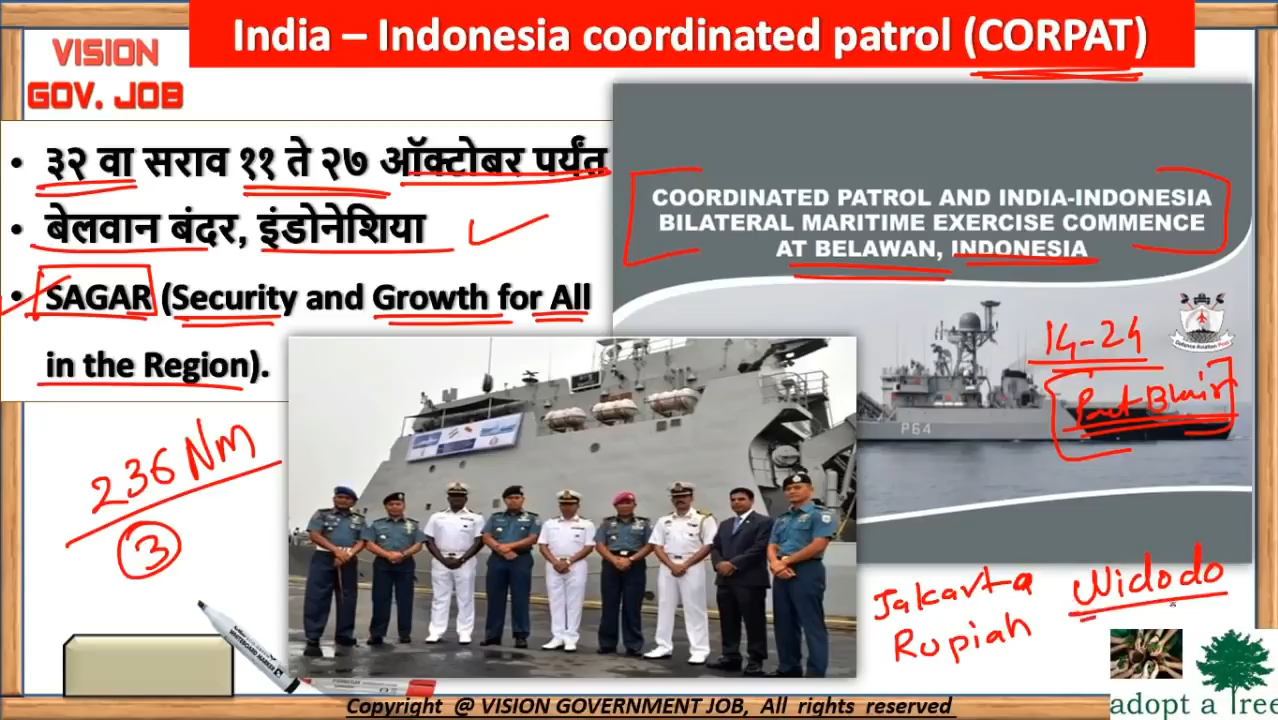 India – Indonesia coordinated patrol (CORPAT)
VISION
GOV. JOB
• ३२ वा सराव ११ ते २७ ऑक्टोबर पर्यंत
• बेलवान बंदर, इंडोनेशिया
• SAGAR (Security and Growth for All
in the Region).
COORDINATED PATROL AND INDIA-INDONESIA
BILATERAL MARITIME EXERCISE COMMENCE
AT BELAWAN, INDONESIA
Defence Aviation Post
14-24
Port Blair
P64
236 Nm
3
Jakarta
Widodo
Rupiah
Copyright @ VISION GOVERNMENT JOB, All rights reserved
adopt a Tree